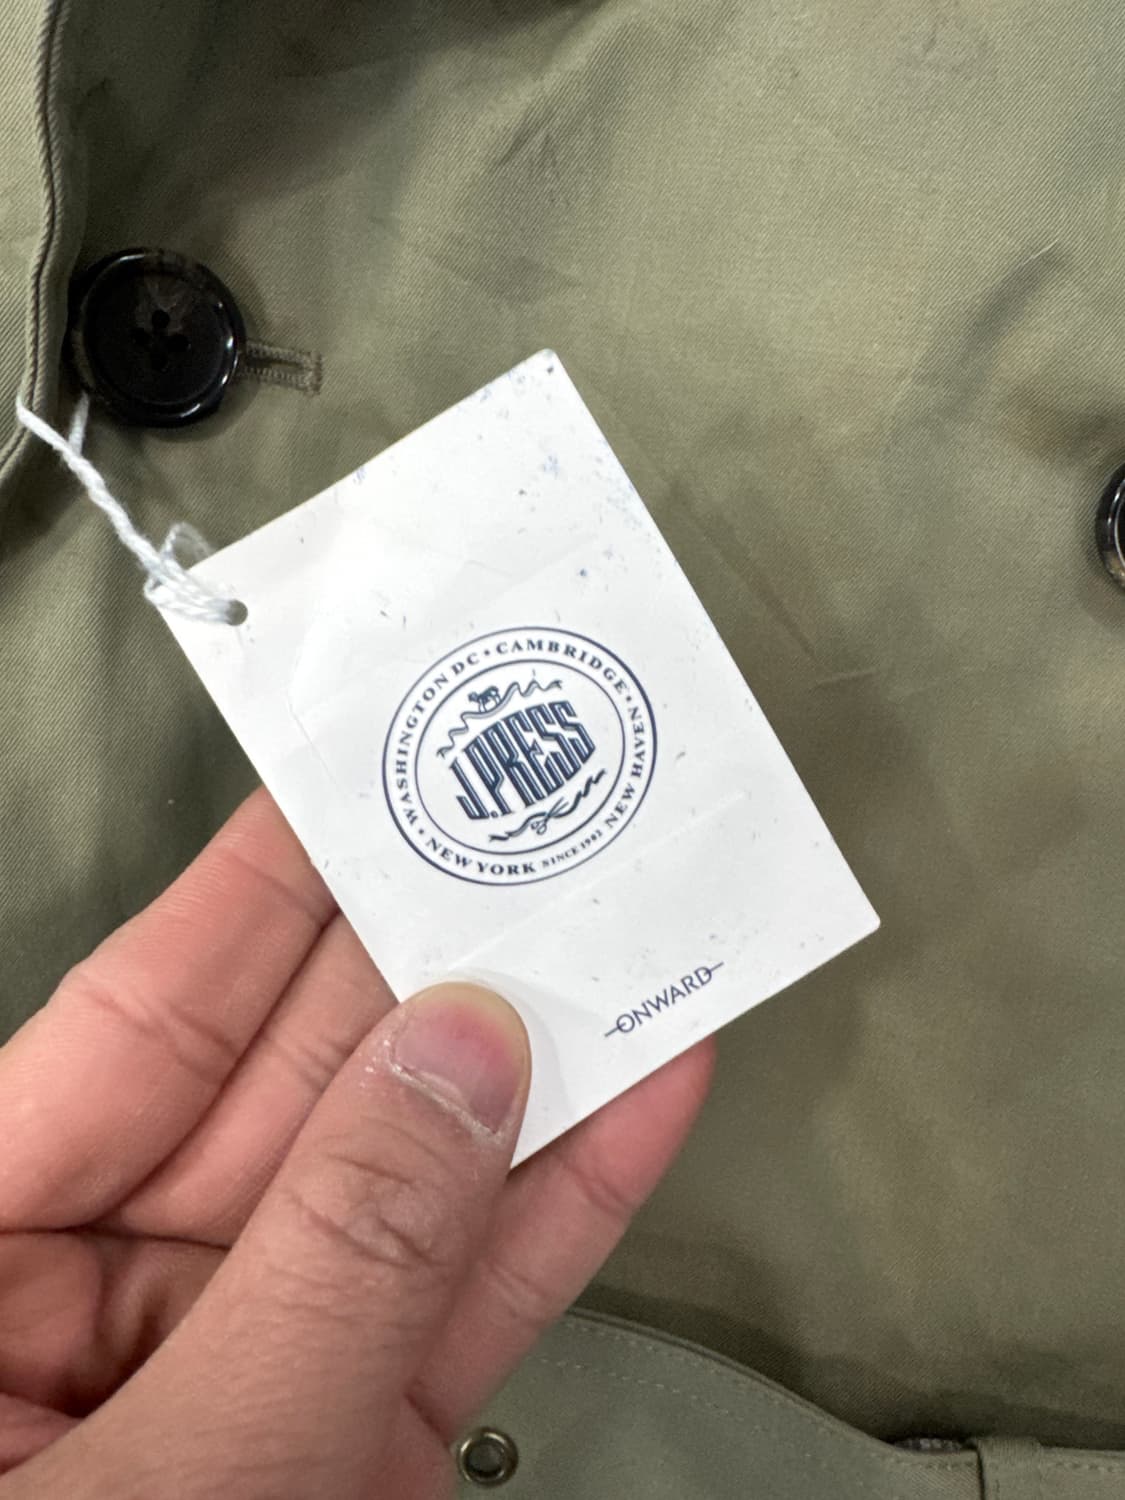 WASHINGTON DC • CAMBRIDGE • NEW HAVEN SINCE 1902 NEW YORK •
J.PRESS
ONWARD